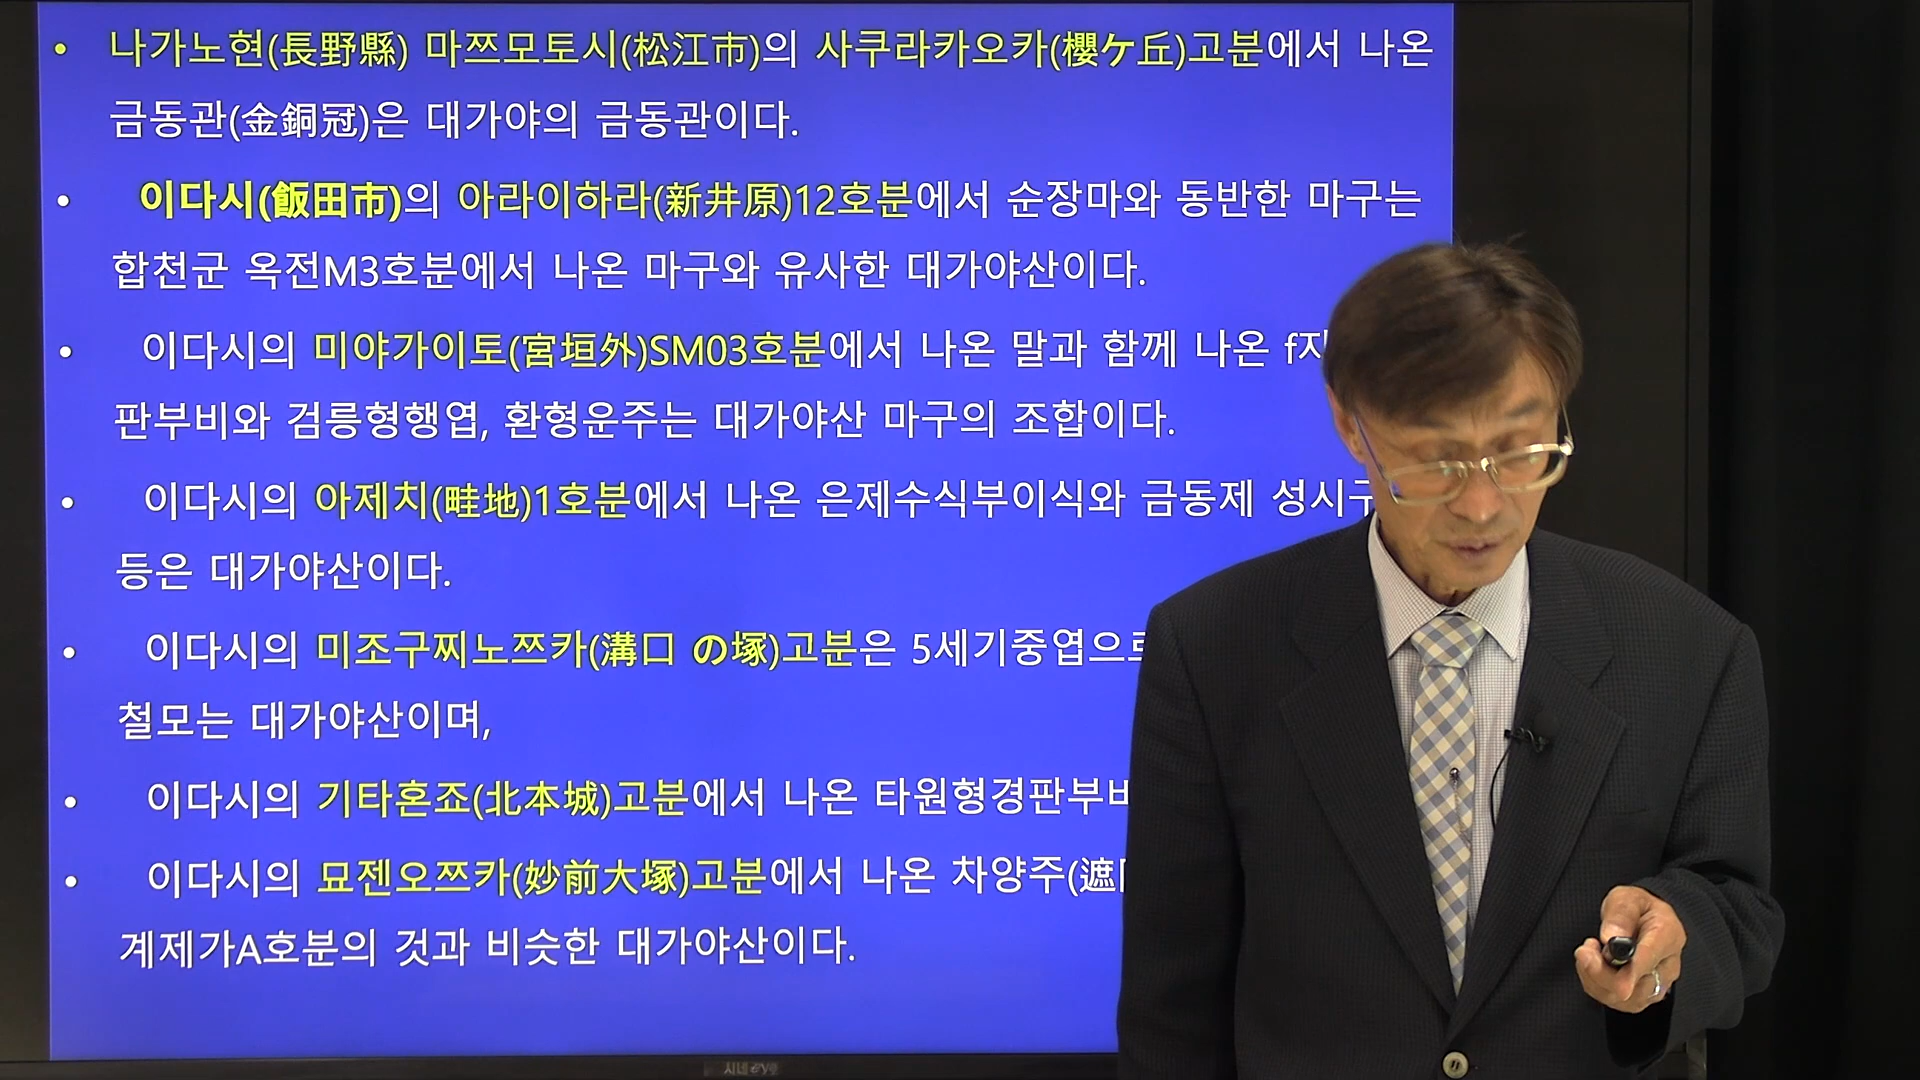 • 나가노현(長野縣) 마쯔모토시(松江市)의 사쿠라카오카(櫻ケ丘)고분에서 나온
금동관(金銅冠)은 대가야의 금동관이다.
• 이다시(飯田市)의 아라이하라(新井原)12호분에서 순장마와 동반한 마구는
합천군 옥전M3호분에서 나온 마구와 유사한 대가야산이다.
• 이다시의 미야가이토(宮垣外)SM03호분에서 나온 말과 함께 나온 f자
판부비와 검릉형행엽, 환형운주는 대가야산 마구의 조합이다.
• 이다시의 아제치(畦地)1호분에서 나온 은제수식부이식와 금동제 성시구
등은 대가야산이다.
• 이다시의 미조구찌노쯔카(溝口 の塚)고분은 5세기중엽으로
철모는 대가야산이며,
• 이다시의 기타혼죠(北本城)고분에서 나온 타원형경판부비
• 이다시의 묘젠오쯔카(妙前大塚)고분에서 나온 차양주(遮
계제가A호분의 것과 비슷한 대가야산이다.
시네eye